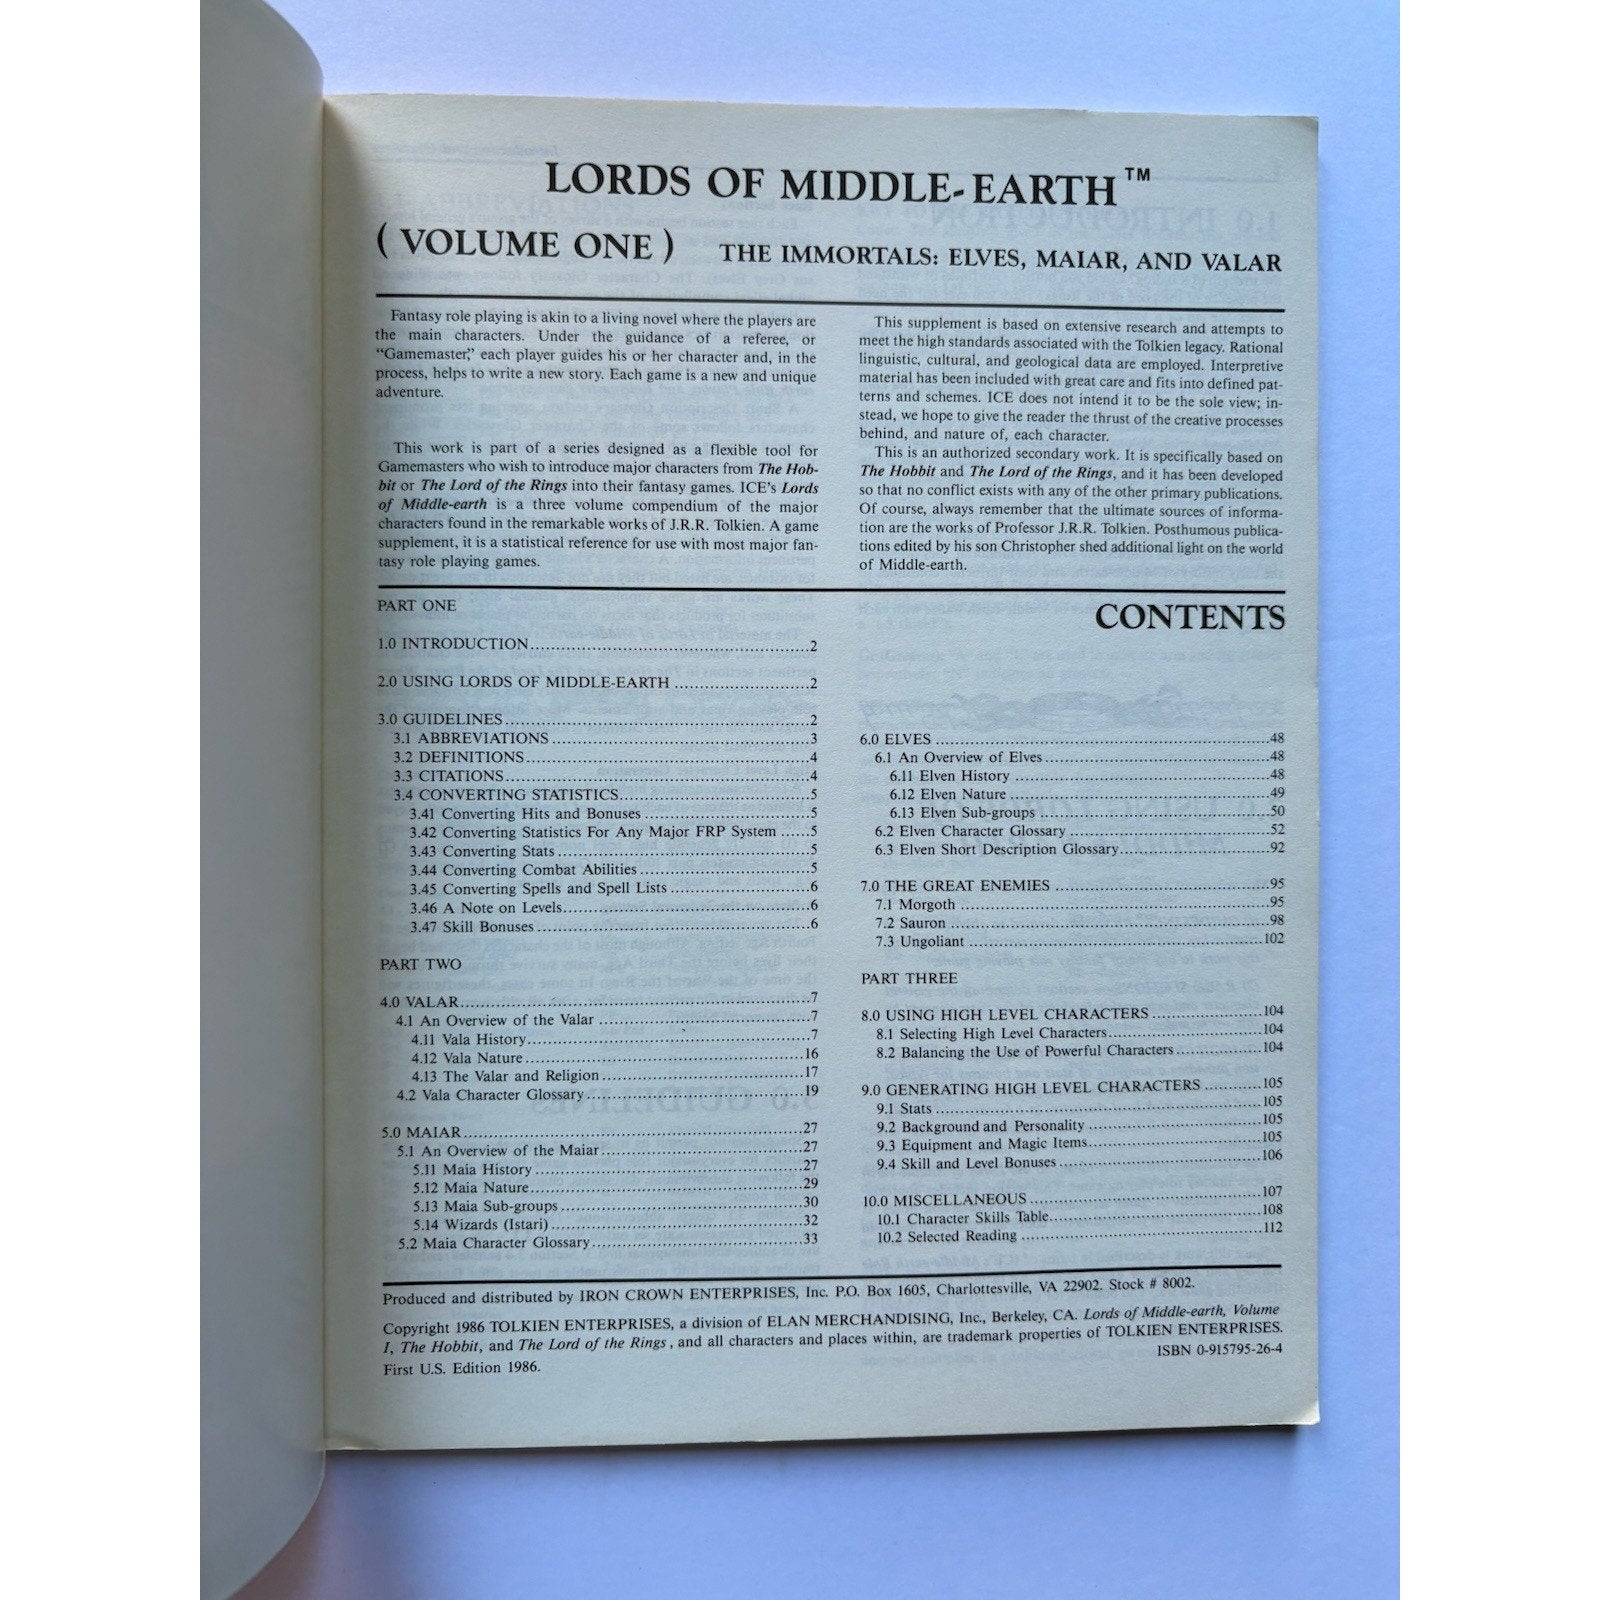 LORDS OF MIDDLE-EARTH™
(VOLUME ONE) THE IMMORTALS: ELVES, MAIAR, AND VALAR
Fantasy role playing is akin to a living novel where the players are
the main characters. Under the guidance of a referee, or
“Gamemaster,” each player guides his or her character and, in the
process, helps to write a new story. Each game is a new and unique
adventure.
This work is part of a series designed as a flexible tool for
Gamemasters who wish to introduce major characters from The Hob-
bit or The Lord of the Rings into their fantasy games. ICE's Lords
of Middle-earth is a three volume compendium of the major
characters found in the remarkable works of J.R.R. Tolkien. A game
supplement, it is a statistical reference for use with most major fan-
tasy role playing games.
This supplement is based on extensive research and attempts to
meet the high standards associated with the Tolkien legacy. Rational
linguistic, cultural, and geological data are employed. Interpretive
material has been included with great care and fits into defined pat-
terns and schemes. ICE does not intend it to be the sole view; in-
stead, we hope to give the reader the thrust of the creative processes
behind, and nature of, each character.
This is an authorized secondary work. It is specifically based on
The Hobbit and The Lord of the Rings, and it has been developed
so that no conflict exists with any of the other primary publications.
Of course, always remember that the ultimate sources of informa-
tion are the works of Professor J.R.R. Tolkien. Posthumous publica-
tions edited by his son Christopher shed additional light on the world
of Middle-earth.
CONTENTS
PART ONE
1.0 INTRODUCTION 2
2.0 USING LORDS OF MIDDLE-EARTH 2
3.0 GUIDELINES 2
3.1 ABBREVIATIONS 3
3.2 DEFINITIONS 4
3.3 CITATIONS 4
3.4 CONVERTING STATISTICS 5
3.41 Converting Hits and Bonuses 5
3.42 Converting Statistics For Any Major FRP System 5
3.43 Converting Stats 5
3.44 Converting Combat Abilities 5
3.45 Converting Spells and Spell Lists 6
3.46 A Note on Levels 6
3.47 Skill Bonuses 6
PART TWO
4.0 VALAR 7
4.1 An Overview of the Valar 7
4.11 Vala History 7
4.12 Vala Nature 16
4.13 The Valar and Religion 17
4.2 Vala Character Glossary 19
5.0 MAIAR 27
5.1 An Overview of the Maiar 27
5.11 Maia History 27
5.12 Maia Nature 29
5.13 Maia Sub-groups 30
5.14 Wizards (Istari) 32
5.2 Maia Character Glossary 33
6.0 ELVES 48
6.1 An Overview of Elves 48
6.11 Elven History 48
6.12 Elven Nature 49
6.13 Elven Sub-groups 50
6.2 Elven Character Glossary 52
6.3 Elven Short Description Glossary 92
7.0 THE GREAT ENEMIES 95
7.1 Morgoth 95
7.2 Sauron 98
7.3 Ungoliant 102
PART THREE
8.0 USING HIGH LEVEL CHARACTERS 104
8.1 Selecting High Level Characters 104
8.2 Balancing the Use of Powerful Characters 104
9.0 GENERATING HIGH LEVEL CHARACTERS 105
9.1 Stats 105
9.2 Background and Personality 105
9.3 Equipment and Magic Items 105
9.4 Skill and Level Bonuses 106
10.0 MISCELLANEOUS 107
10.1 Character Skills Table 108
10.2 Selected Reading 112
Produced and distributed by IRON CROWN ENTERPRISES, Inc. P.O. Box 1605, Charlottesville, VA 22902. Stock # 8002.
Copyright 1986 TOLKIEN ENTERPRISES, a division of ELAN MERCHANDISING, Inc., Berkeley, CA. Lords of Middle-earth, Volume
I, The Hobbit, and The Lord of the Rings, and all characters and places within, are trademark properties of TOLKIEN ENTERPRISES.
First U.S. Edition 1986. ISBN 0-915795-26-4